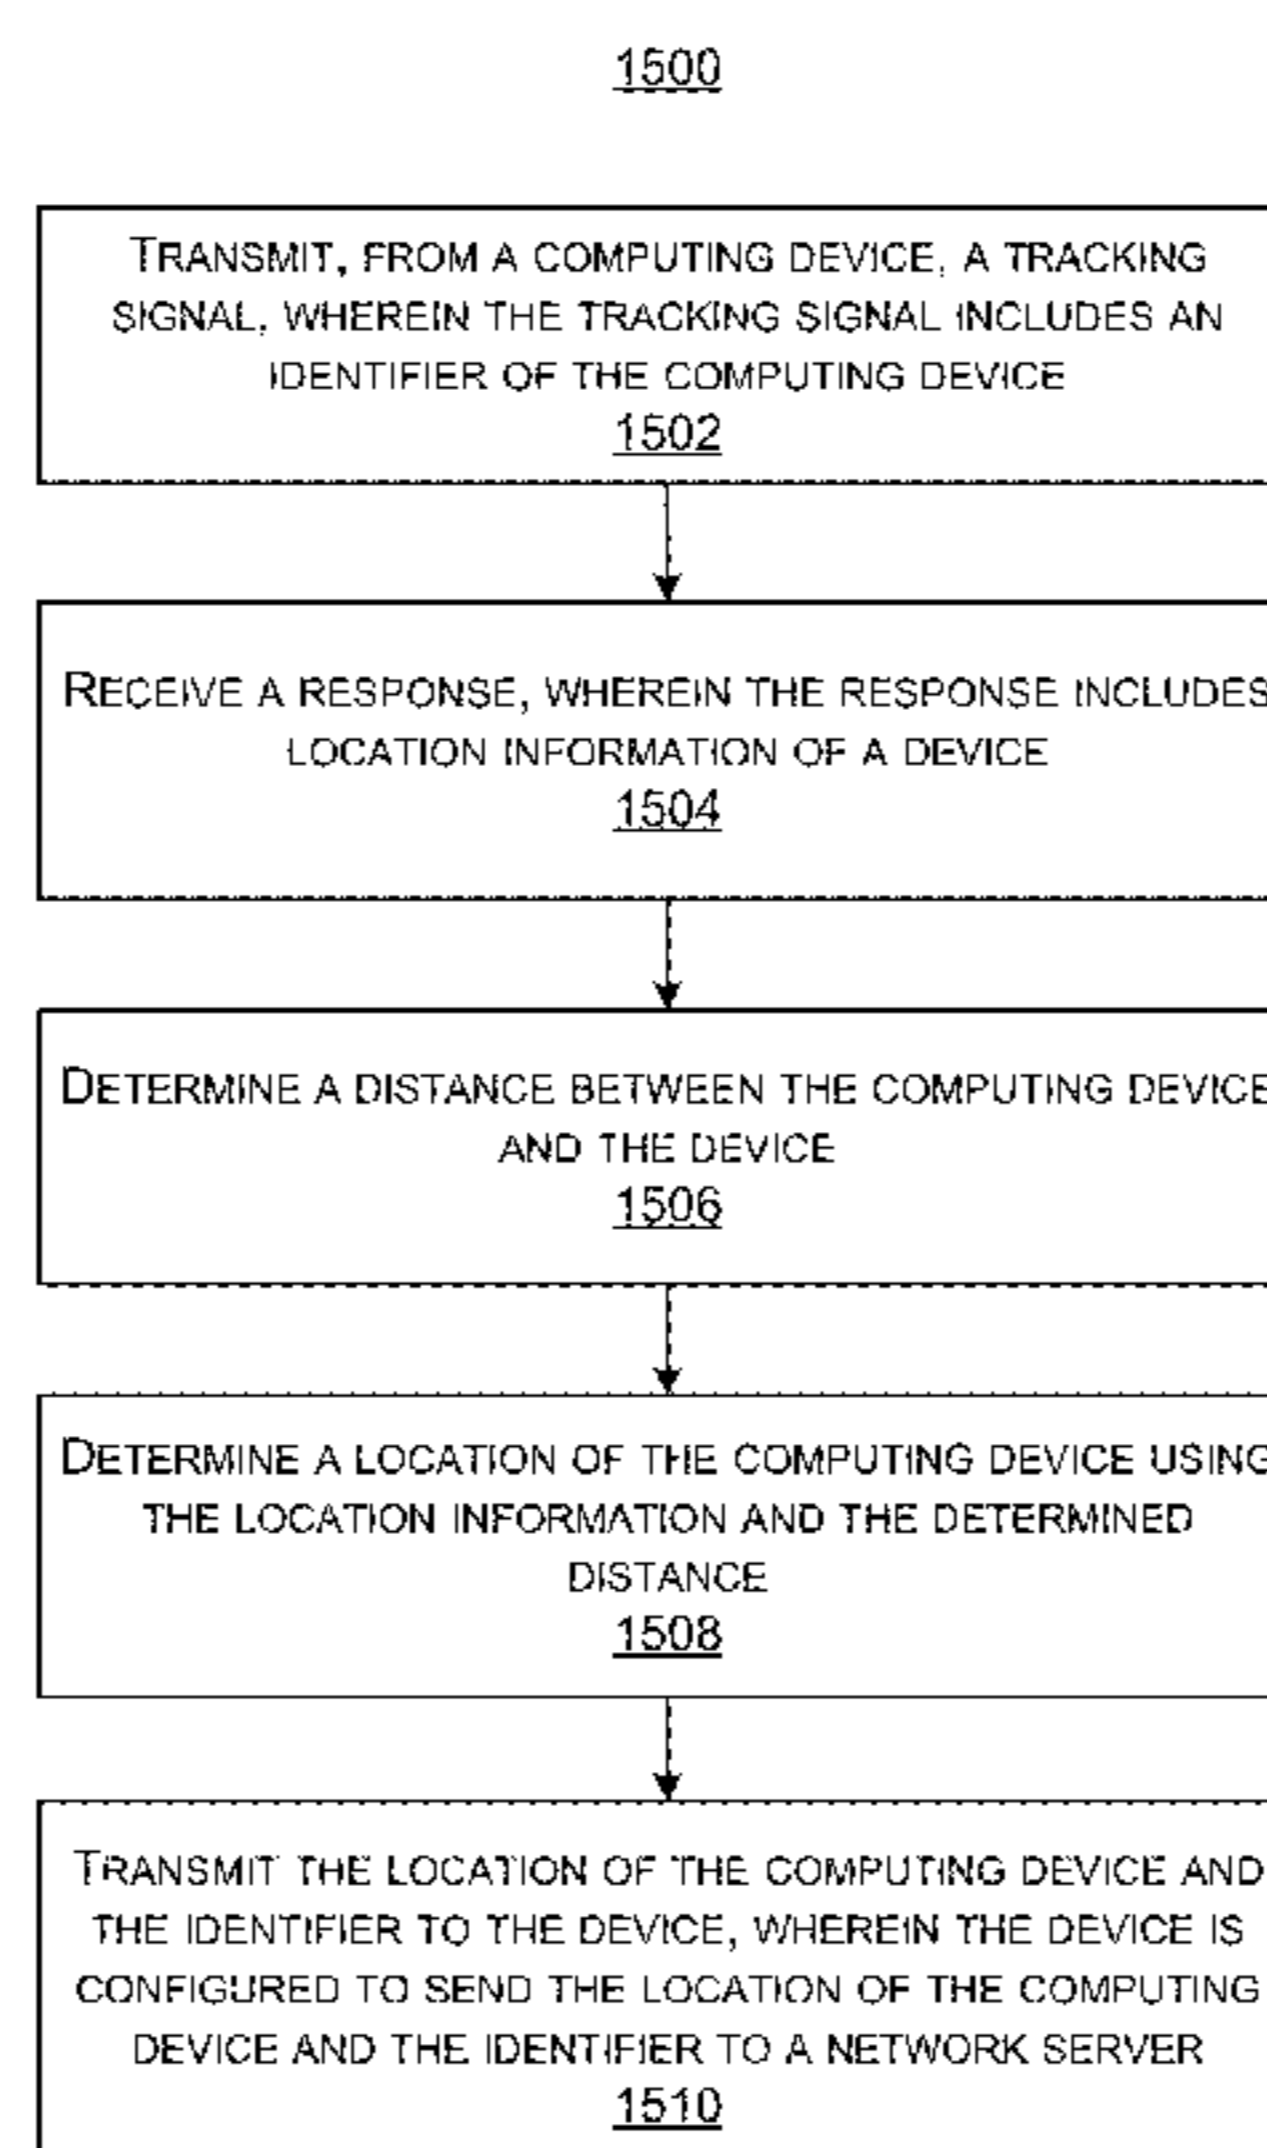 1500
TRANSMIT, FROM A COMPUTING DEVICE, A TRACKING
SIGNAL, WHEREIN THE TRACKING SIGNAL INCLUDES AN
IDENTIFIER OF THE COMPUTING DEVICE
1502
RECEIVE A RESPONSE, WHEREIN THE RESPONSE INCLUDES
LOCATION INFORMATION OF A DEVICE
1504
DETERMINE A DISTANCE BETWEEN THE COMPUTING DEVICE
AND THE DEVICE
1506
DETERMINE A LOCATION OF THE COMPUTING DEVICE USING
THE LOCATION INFORMATION AND THE DETERMINED
DISTANCE
1508
TRANSMIT THE LOCATION OF THE COMPUTING DEVICE AND
THE IDENTIFIER TO THE DEVICE, WHEREIN THE DEVICE IS
CONFIGURED TO SEND THE LOCATION OF THE COMPUTING
DEVICE AND THE IDENTIFIER TO A NETWORK SERVER
1510